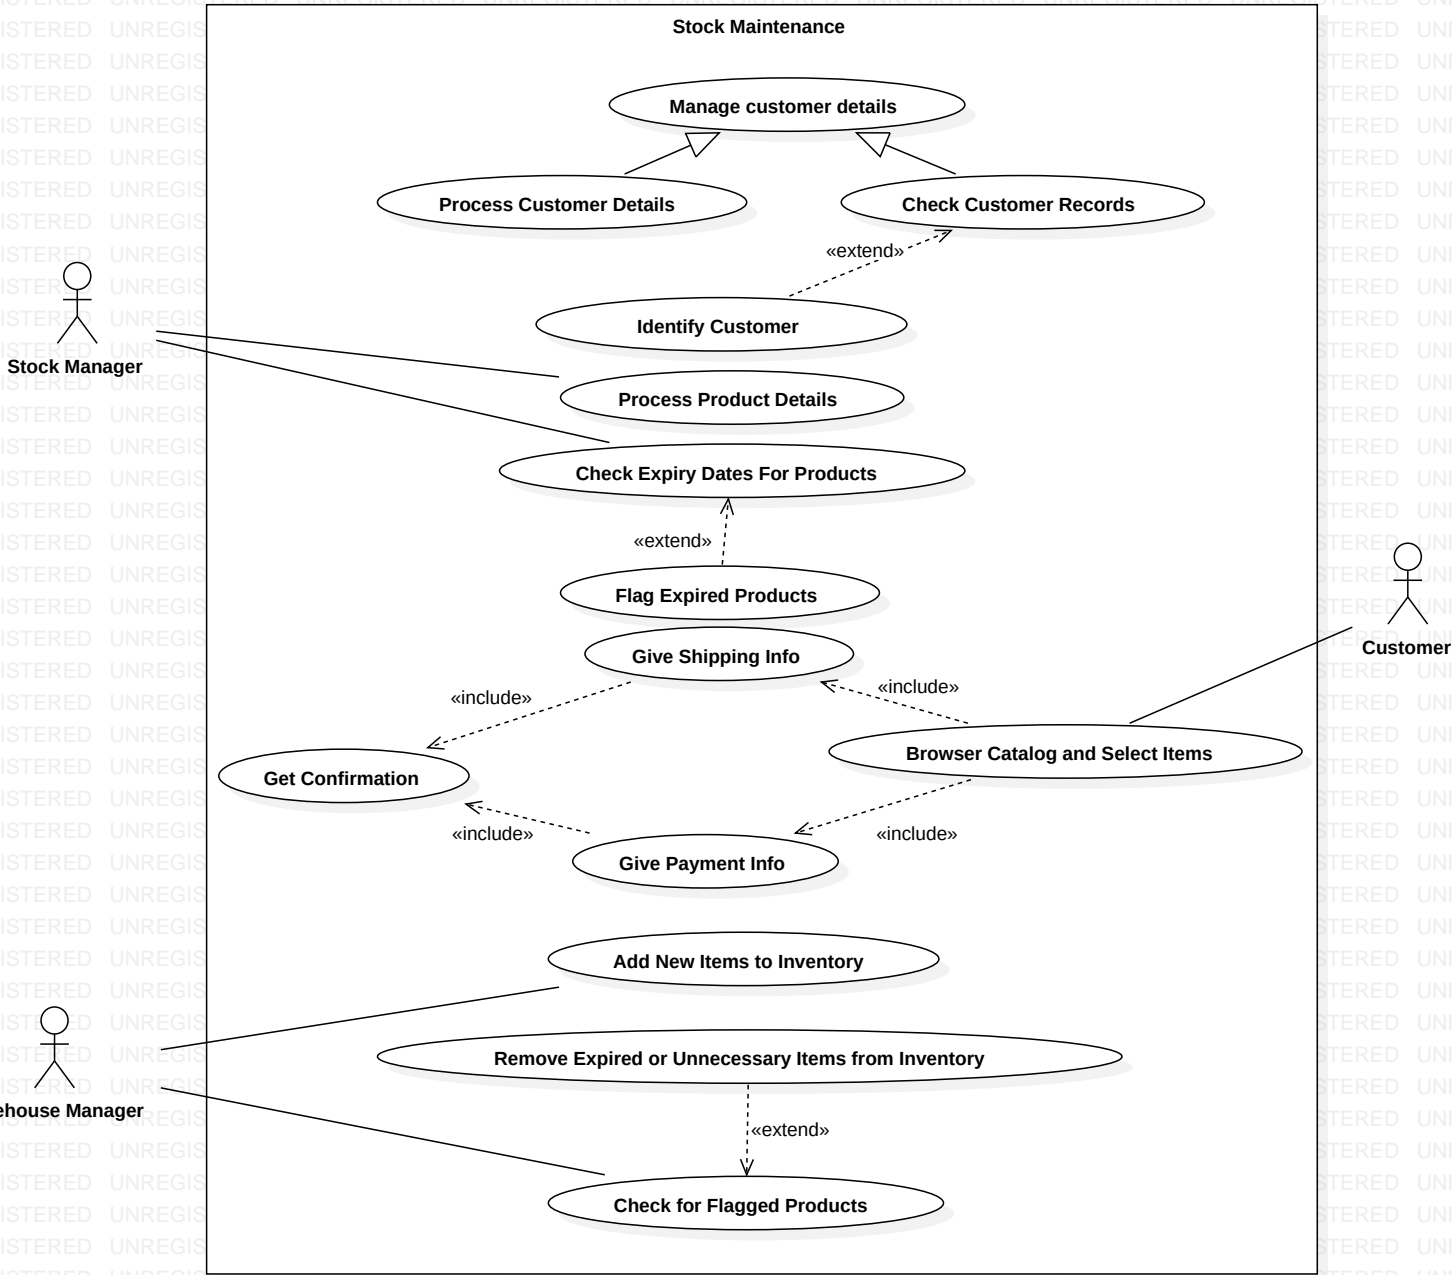 Stock Maintenance
Manage customer details
Process Customer Details
Check Customer Records
«extend»
Identify Customer
Stock Manager
Process Product Details
Check Expiry Dates For Products
«extend»
Flag Expired Products
Give Shipping Info
Customer
«include»
«include»
Browser Catalog and Select Items
Get Confirmation
«include»
«include»
Give Payment Info
Add New Items to Inventory
Remove Expired or Unnecessary Items from Inventory
ehouse Manager
«extend»
Check for Flagged Products
UNREGISTERED